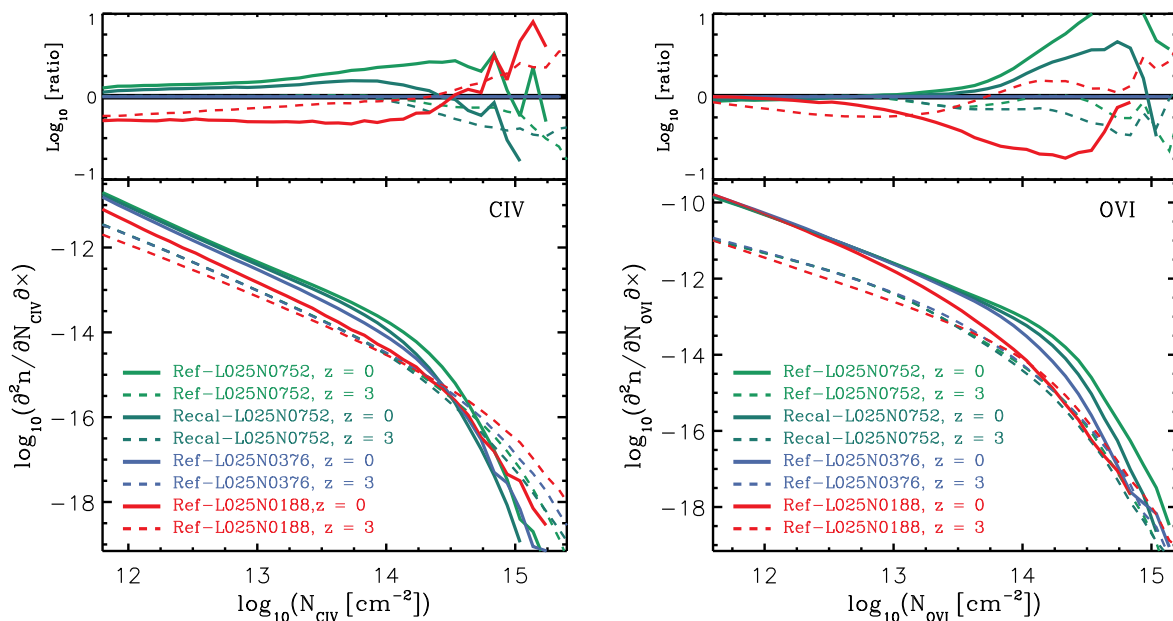 Log₁₀ [ratio]
1
0
−1
CIV
log₁₀(∂²n/∂N_CIV ∂×)
−12
−14
−16
−18
Ref−L025N0752, z = 0
Ref−L025N0752, z = 3
Recal−L025N0752, z = 0
Recal−L025N0752, z = 3
Ref−L025N0376, z = 0
Ref−L025N0376, z = 3
Ref−L025N0188,z = 0
Ref−L025N0188, z = 3
12 13 14 15
log₁₀(N_CIV [cm⁻²])
Log₁₀ [ratio]
1
0
−1
OVI
log₁₀(∂²n/∂N_OVI ∂×)
−10
−12
−14
−16
−18
Ref−L025N0752, z = 0
Ref−L025N0752, z = 3
Recal−L025N0752, z = 0
Recal−L025N0752, z = 3
Ref−L025N0376, z = 0
Ref−L025N0376, z = 3
Ref−L025N0188, z = 0
Ref−L025N0188, z = 3
12 13 14 15
log₁₀(N_OVI [cm⁻²])